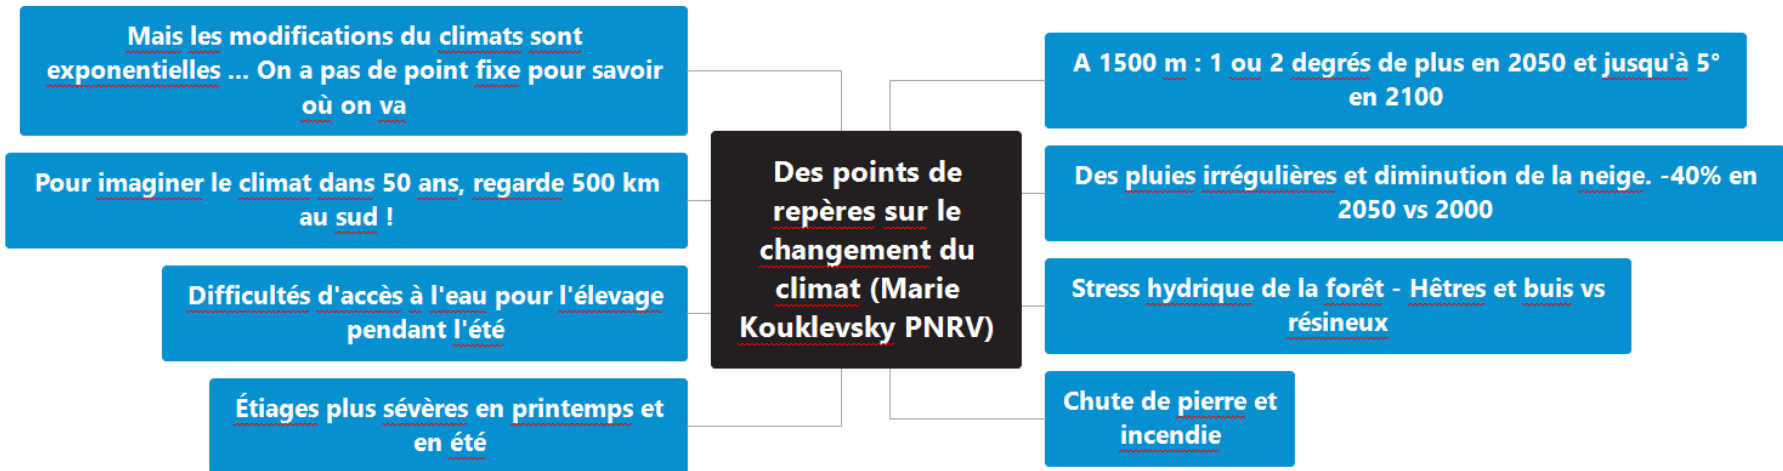 Mais les modifications du climats sont
exponentielles ... On a pas de point fixe pour savoir
où on va
Pour imaginer le climat dans 50 ans, regarde 500 km
au sud !
Difficultés d'accès à l'eau pour l'élevage
pendant l'été
Étiages plus sévères en printemps et
en été
Des points de
repères sur le
changement du
climat (Marie
Kouklevsky PNRV)
A 1500 m : 1 ou 2 degrés de plus en 2050 et jusqu'à 5°
en 2100
Des pluies irrégulières et diminution de la neige. -40% en
2050 vs 2000
Stress hydrique de la forêt - Hêtres et buis vs
résineux
Chute de pierre et
incendie